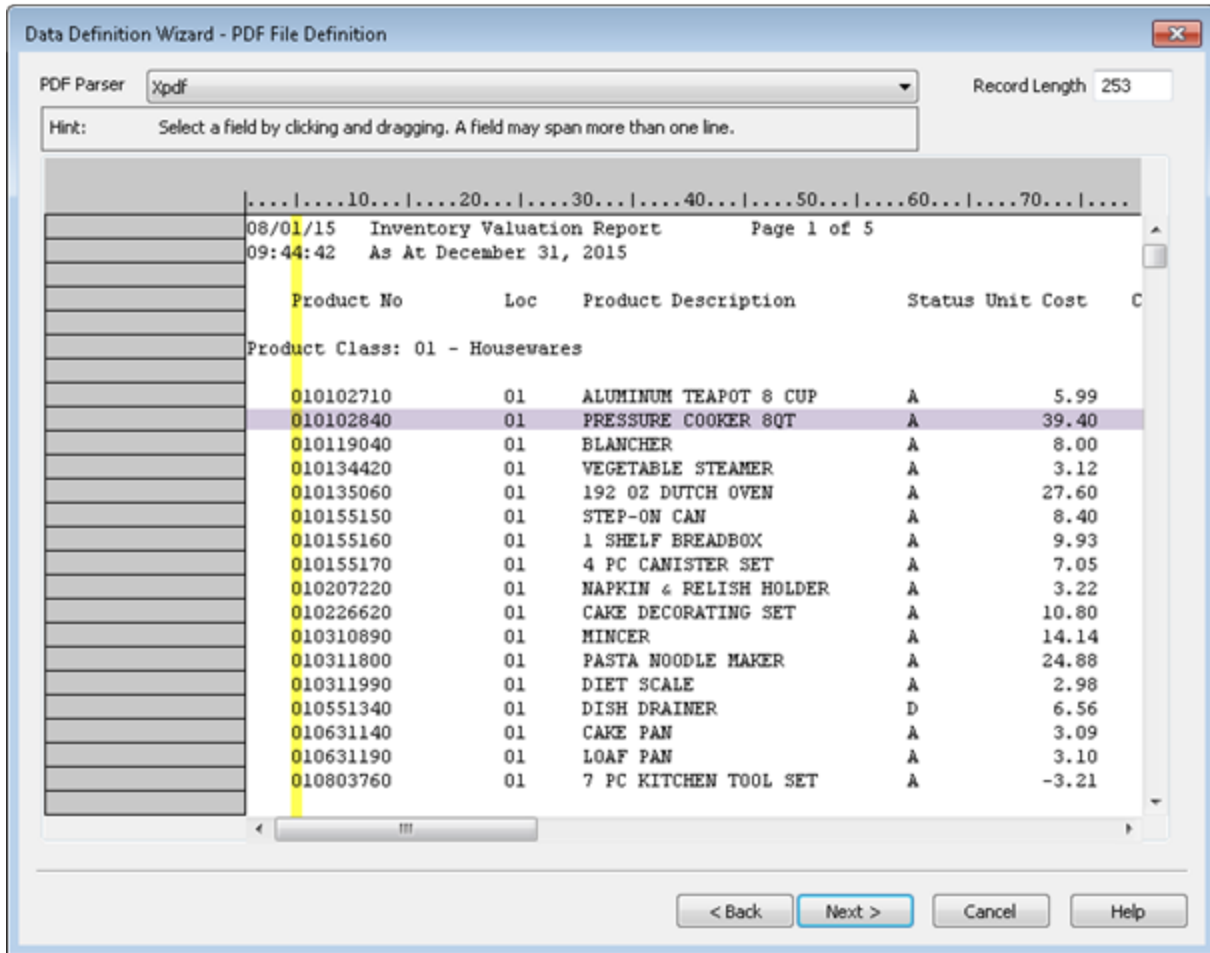 Data Definition Wizard - PDF File Definition
PDF Parser Xpdf Record Length 253
Hint: Select a field by clicking and dragging. A field may span more than one line.
|....|....10...|....20...|....30...|....40...|....50...|....60...|....70...|....
08/01/15 Inventory Valuation Report Page 1 of 5
09:44:42 As At December 31, 2015
Product No Loc Product Description Status Unit Cost C
Product Class: 01 - Housewares
010102710 01 ALUMINUM TEAPOT 8 CUP A 5.99
010102840 01 PRESSURE COOKER 8QT A 39.40
010119040 01 BLANCHER A 8.00
010134420 01 VEGETABLE STEAMER A 3.12
010135060 01 192 OZ DUTCH OVEN A 27.60
010155150 01 STEP-ON CAN A 8.40
010155160 01 1 SHELF BREADBOX A 9.93
010155170 01 4 PC CANISTER SET A 7.05
010207220 01 NAPKIN & RELISH HOLDER A 3.22
010226620 01 CAKE DECORATING SET A 10.80
010310890 01 MINCER A 14.14
010311800 01 PASTA NOODLE MAKER A 24.88
010311990 01 DIET SCALE A 2.98
010551340 01 DISH DRAINER D 6.56
010631140 01 CAKE PAN A 3.09
010631190 01 LOAF PAN A 3.10
010803760 01 7 PC KITCHEN TOOL SET A -3.21
< Back Next > Cancel Help